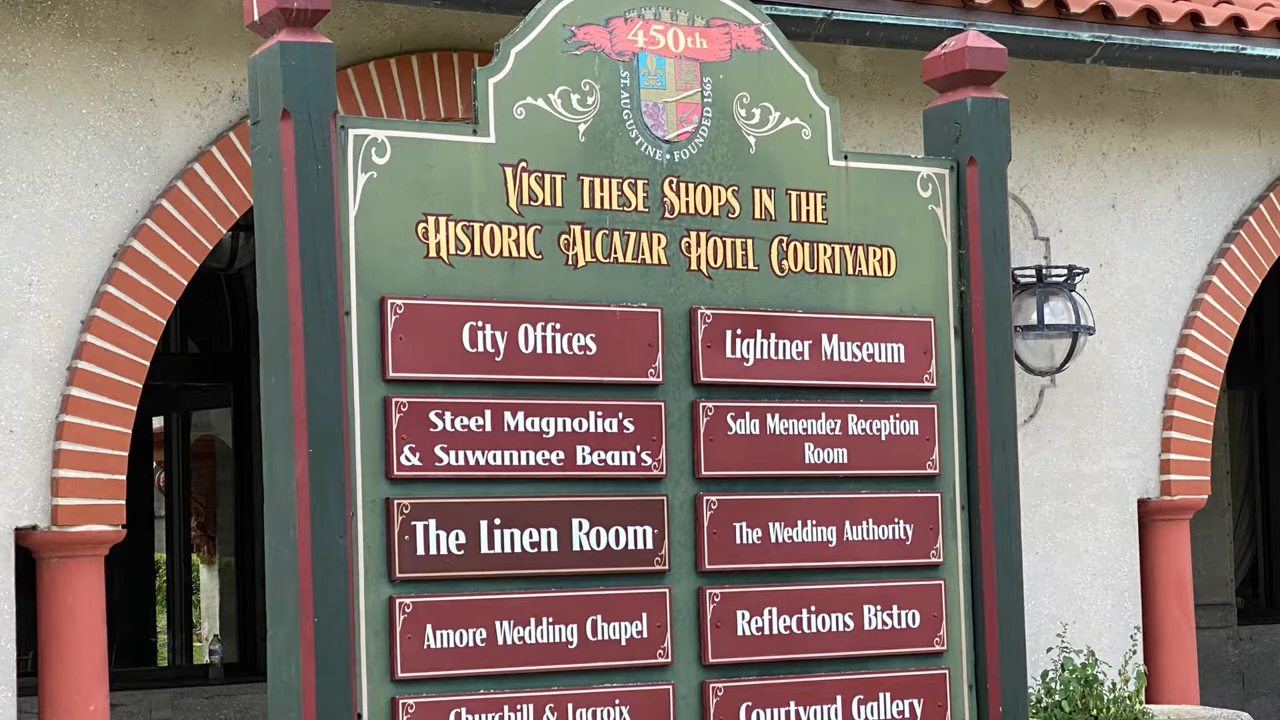 450th
ST. AUGUSTINE • FOUNDED 1565
VISIT THESE SHOPS IN THE
HISTORIC ALCAZAR HOTEL COURTYARD
City Offices
Lightner Museum
Steel Magnolia's
& Suwannee Bean's
Sala Menendez Reception
Room
The Linen Room
The Wedding Authority
Amore Wedding Chapel
Reflections Bistro
Churchill & Lacroix
Courtyard Gallery